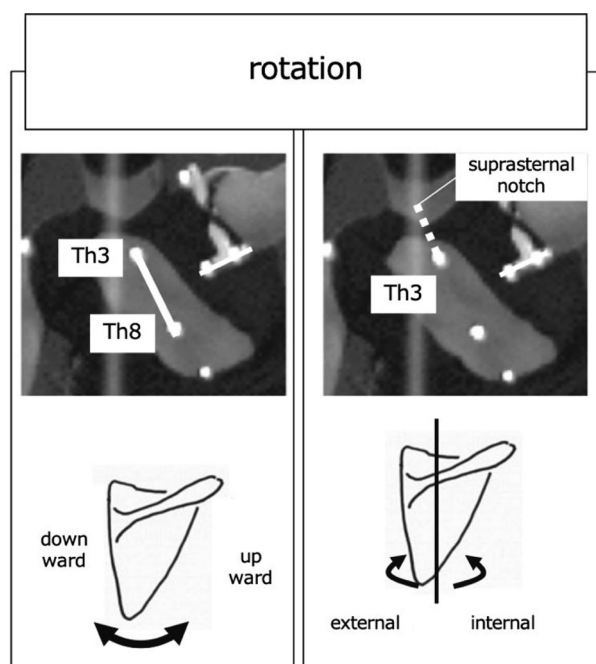 rotation
Th3
Th8
suprasternal
notch
Th3
down
ward
up
ward
external
internal